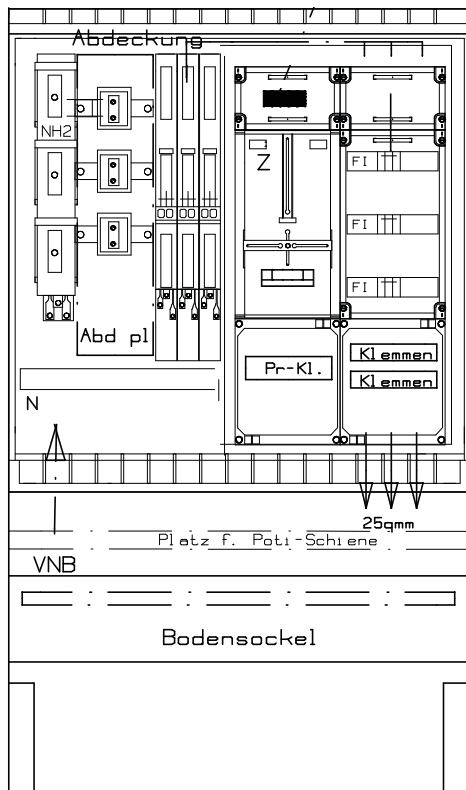 Abdeckung
NH2
Z
FI
FI
FI
Abd pl
Pr-Kl.
Klemmen
Klemmen
N
25qmm
Platz f. Poti-Schiene
VNB
Bodensockel